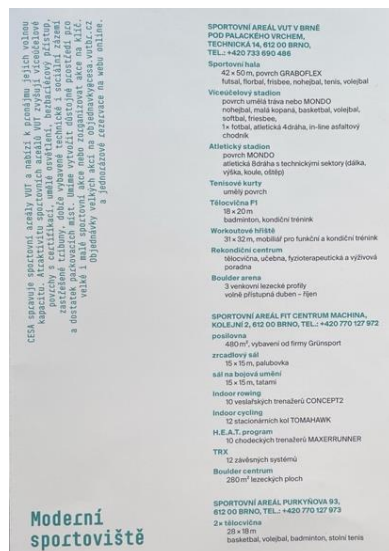 CESA spravuje sportovní areály VUT a nabízí k pronájmu jejich volnou
kapacitu. Atraktivitu sportovních areálů VUT zvyšují víceúčelové
povrchy s certifikací, umělé osvětlení, bezbariérový přístup,
zastřešené tribuny, dobře vybavené technické i sociální zázemí
a dostatek parkovacích míst. Umíme vytvořit důstojné prostředí pro
velké i malé sportovní akce nebo zorganizovat akce na klíč.
Objednávky velkých akcí na objednavky@cesa.vutbr.cz
a jednorázové rezervace na webu online.
Moderní
sportoviště
SPORTOVNÍ AREÁL VUT V BRNĚ
POD PALACKÉHO VRCHEM,
TECHNICKÁ 14, 612 00 BRNO,
TEL.: +420 733 690 486
Sportovní hala
42 × 50 m, povrch GRABOFLEX
futsal, florbal, frisbee, nohejbal, tenis, volejbal
Víceúčelový stadion
povrch umělá tráva nebo MONDO
nohejbal, malá kopaná, basketbal, volejbal,
softbal, friesbee,
1× fotbal, atletická 4dráha, in-line asfaltový
chodník
Atletický stadion
povrch MONDO
atletická 8dráha s technickými sektory (dálka,
výška, koule, oštěp)
Tenisové kurty
umělý povrch
Tělocvična P1
18 × 20 m
badminton, kondiční trénink
Workoutové hřiště
31 × 32 m, mobiliář pro funkční a kondiční trénink
Rekondiční centrum
tělocvična, učebna, fyzioterapeutická a výživová
poradna
Boulder arena
3 venkovní lezecké profily
volně přístupná duben – říjen
SPORTOVNÍ AREÁL FIT CENTRUM MACHINA,
KOLEJNÍ 2, 612 00 BRNO, TEL.: +420 770 127 972
posilovna
480 m², vybavení od firmy Grünsport
zrcadlový sál
15 × 15 m, palubovka
sál na bojová umění
15 × 15 m, tatami
indoor rowing
10 veslařských trenažérů CONCEPT2
indoor cycling
12 stacionárních kol TOMAHAWK
H.E.A.T. program
10 chodeckých trenažérů MAXERRUNNER
TRX
12 závěsných systémů
Boulder centrum
280 m² lezeckých ploch
SPORTOVNÍ AREÁL PURKYŇOVA 93,
612 00 BRNO, TEL.: +420 770 127 973
2× tělocvična
28 × 18 m
basketbal, volejbal, badminton, stolní tenis